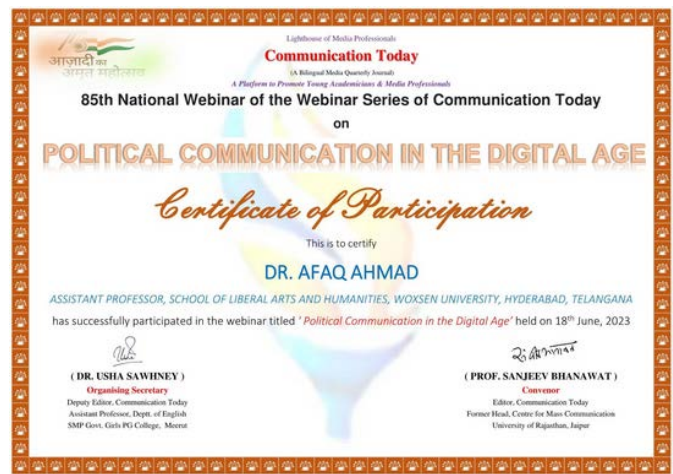 आज़ादी का
अमृत महोत्सव
Lighthouse of Media Professionals
Communication Today
(A Bilingual Media Quarterly Journal)
A Platform to Promote Young Academicians & Media Professionals
85th National Webinar of the Webinar Series of Communication Today
on
POLITICAL COMMUNICATION IN THE DIGITAL AGE
Certificate of Participation
This is to certify
DR. AFAQ AHMAD
ASSISTANT PROFESSOR, SCHOOL OF LIBERAL ARTS AND HUMANITIES, WOXSEN UNIVERSITY, HYDERABAD, TELANGANA
has successfully participated in the webinar titled ' Political Communication in the Digital Age' held on 18th June, 2023
( DR. USHA SAWHNEY )
Organising Secretary
Deputy Editor, Communication Today
Assistant Professor, Deptt. of English
SMP Govt. Girls PG College, Meerut
( PROF. SANJEEV BHANAWAT )
Convenor
Editor, Communication Today
Former Head, Centre for Mass Communication
University of Rajasthan, Jaipur